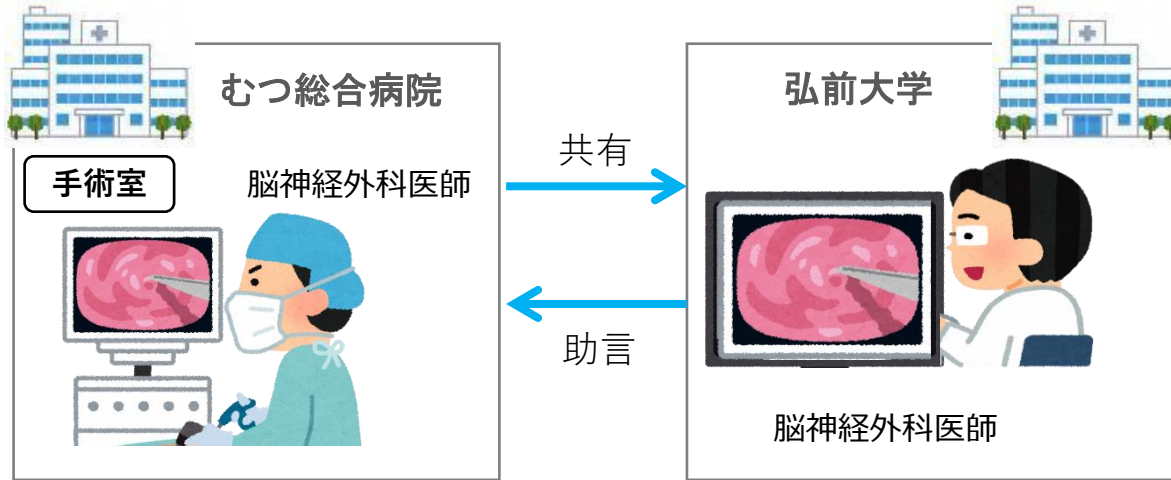 むつ総合病院
手術室
脳神経外科医師
共有
助言
弘前大学
脳神経外科医師